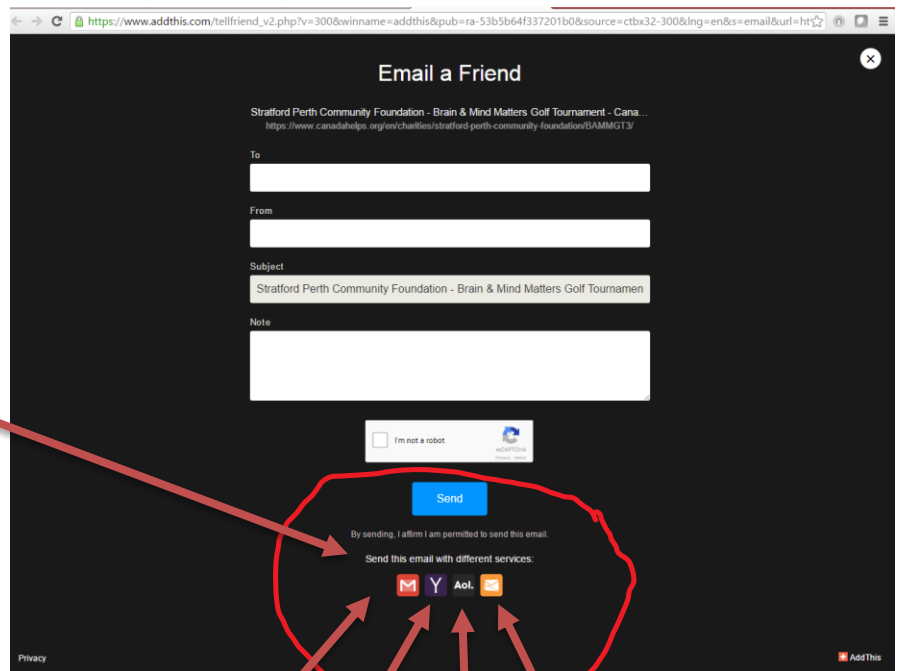 https://www.addthis.com/tellfriend_v2.php?v=300&winname=addthis&pub=ra-53b5b64f337201b0&source=ctbx32-300&lng=en&s=email&url=ht
Email a Friend
Stratford Perth Community Foundation - Brain & Mind Matters Golf Tournament - Cana...
https://www.canadahelps.org/en/charities/stratford-perth-community-foundation/BAMMGT3/
To
From
Subject
Stratford Perth Community Foundation - Brain & Mind Matters Golf Tournamen
Note
I'm not a robot
reCAPTCHA
Privacy - Terms
Send
By sending, I affirm I am permitted to send this email.
Send this email with different services:
M Y Aol.
Privacy
AddThis